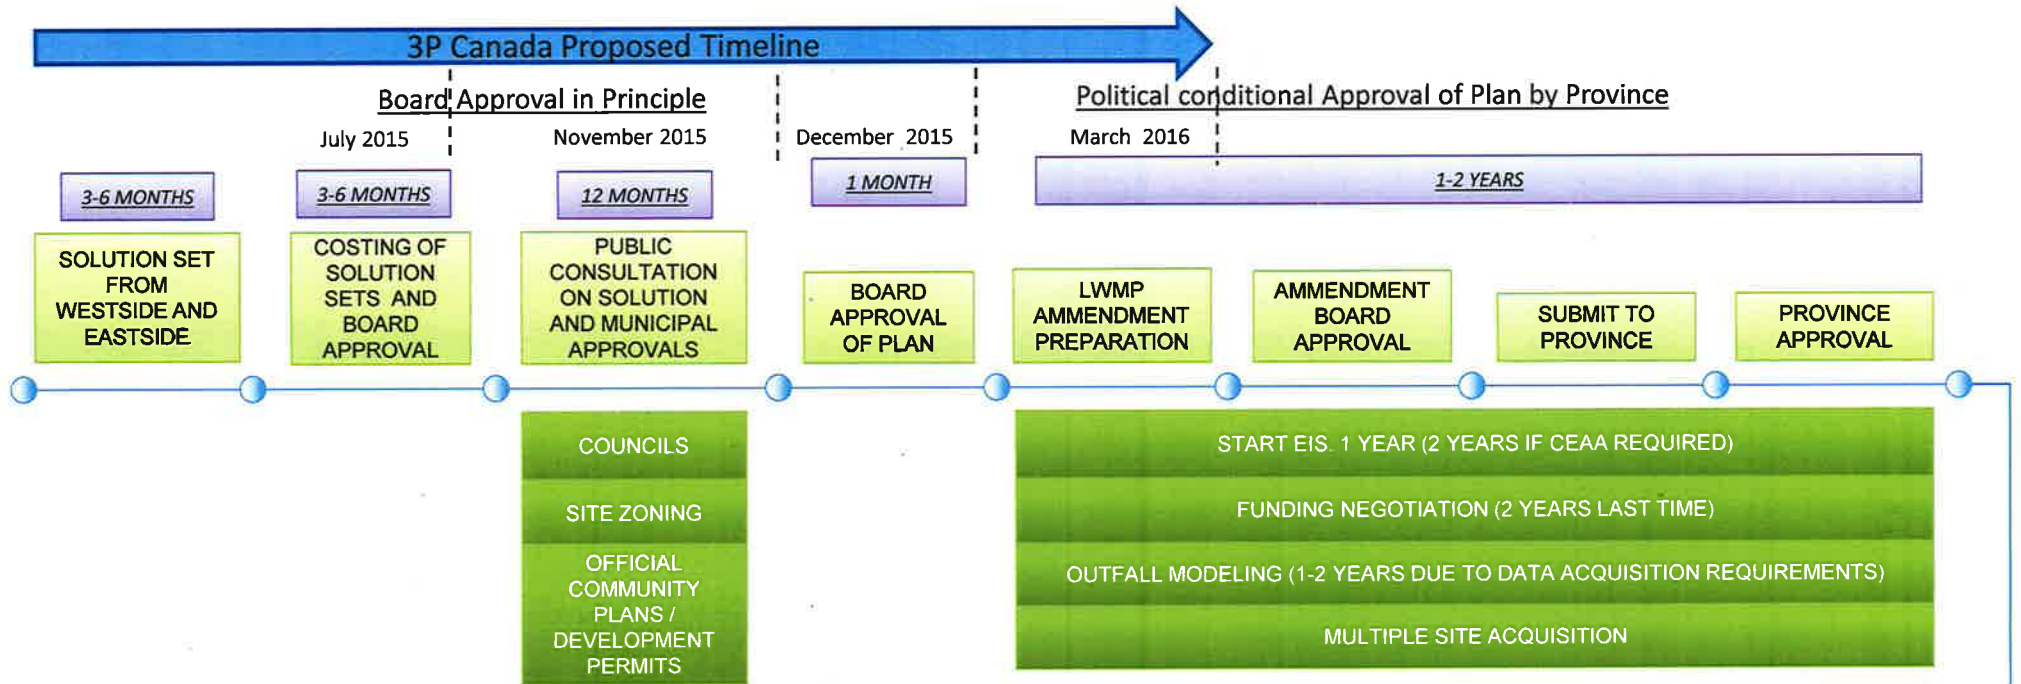 3P Canada Proposed Timeline
Board Approval in Principle
Political conditional Approval of Plan by Province
July 2015
November 2015
December 2015
March 2016
3-6 MONTHS
3-6 MONTHS
12 MONTHS
1 MONTH
1-2 YEARS
SOLUTION SET
FROM
WESTSIDE AND
EASTSIDE
COSTING OF
SOLUTION
SETS AND
BOARD
APPROVAL
PUBLIC
CONSULTATION
ON SOLUTION
AND MUNICIPAL
APPROVALS
BOARD
APPROVAL
OF PLAN
LWMP
AMMENDMENT
PREPARATION
AMMENDMENT
BOARD
APPROVAL
SUBMIT TO
PROVINCE
PROVINCE
APPROVAL
COUNCILS
SITE ZONING
OFFICIAL
COMMUNITY
PLANS /
DEVELOPMENT
PERMITS
START EIS. 1 YEAR (2 YEARS IF CEAA REQUIRED)
FUNDING NEGOTIATION (2 YEARS LAST TIME)
OUTFALL MODELING (1-2 YEARS DUE TO DATA ACQUISITION REQUIREMENTS)
MULTIPLE SITE ACQUISITION